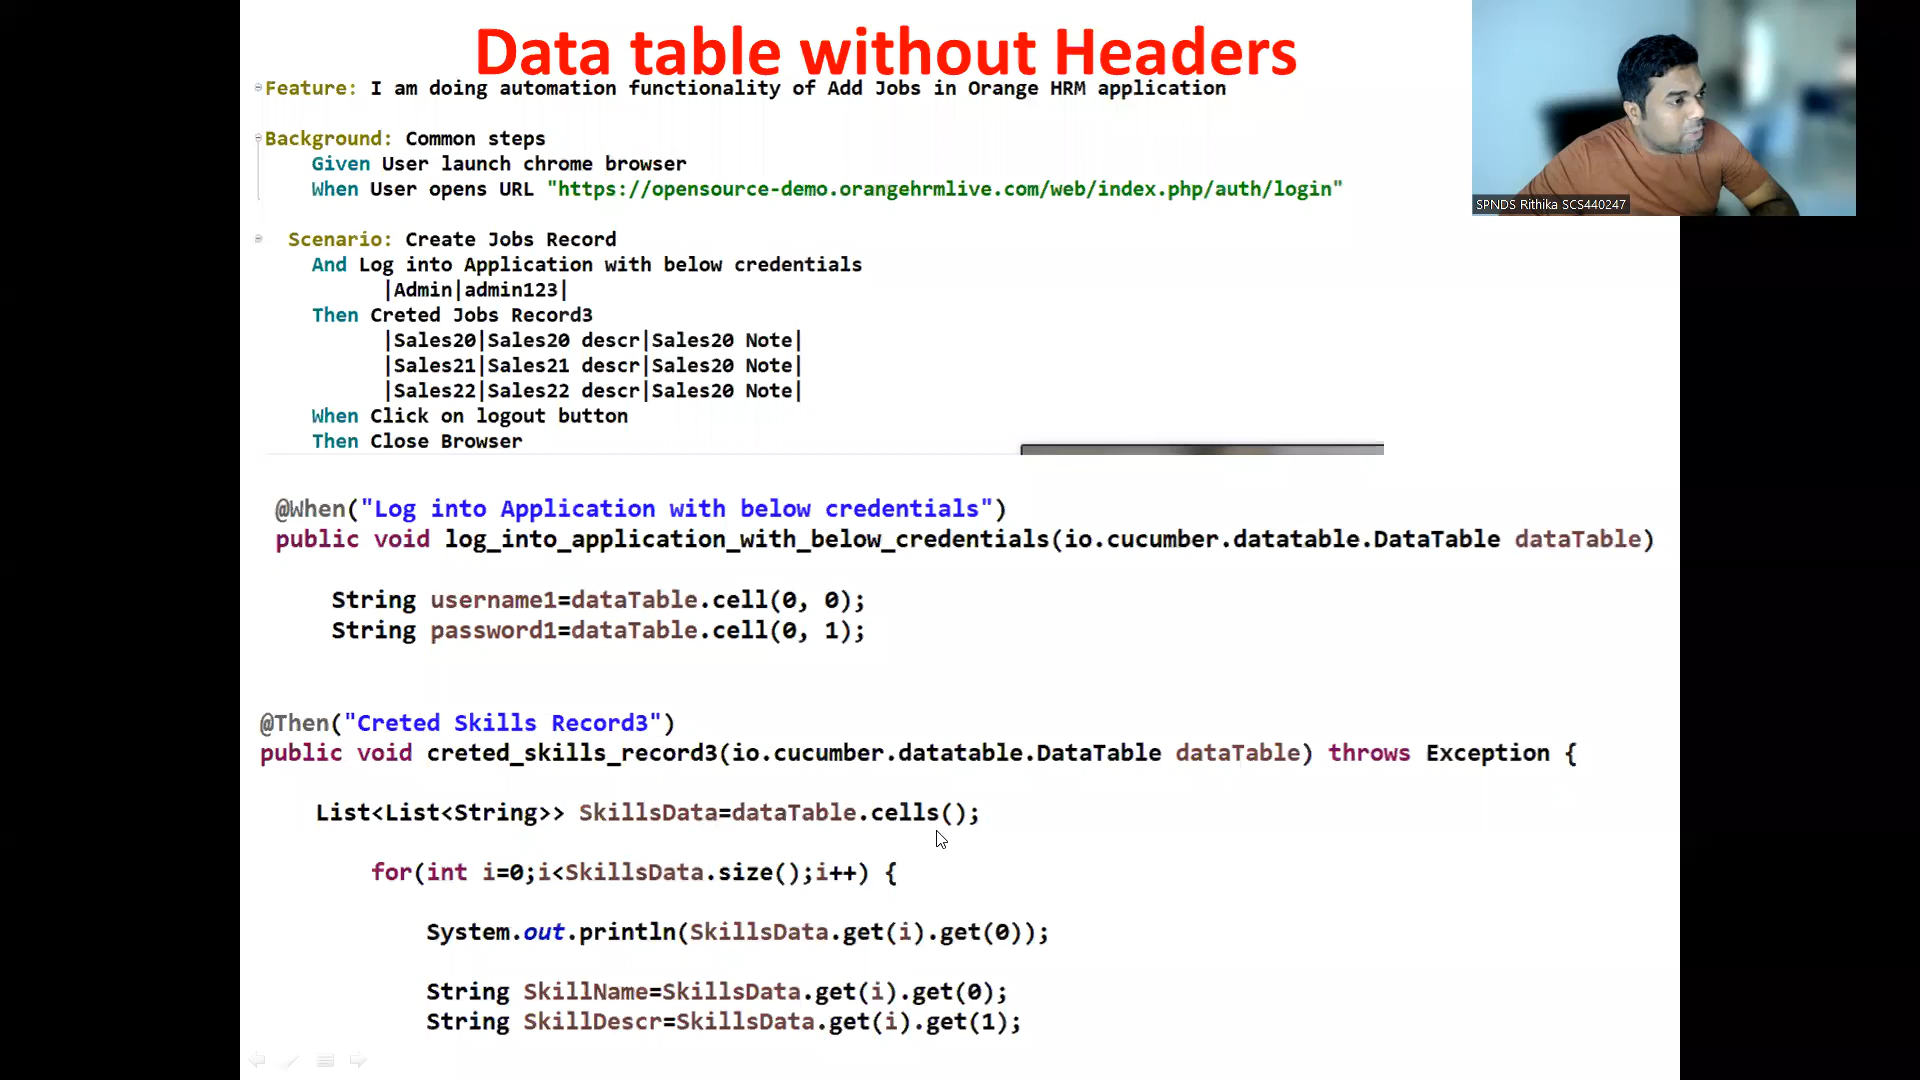 Data table without Headers
Feature: I am doing automation functionality of Add Jobs in Orange HRM application
Background: Common steps
Given User launch chrome browser
When User opens URL "https://opensource-demo.orangehrmlive.com/web/index.php/auth/login"
SPNDS Rithika SCS440247
Scenario: Create Jobs Record
And Log into Application with below credentials
|Admin|admin123|
Then Creted Jobs Record3
|Sales20|Sales20 descr|Sales20 Note|
|Sales21|Sales21 descr|Sales20 Note|
|Sales22|Sales22 descr|Sales20 Note|
When Click on logout button
Then Close Browser
@When("Log into Application with below credentials")
public void log_into_application_with_below_credentials(io.cucumber.datatable.DataTable dataTable)
String username1=dataTable.cell(0, 0);
String password1=dataTable.cell(0, 1);
@Then("Creted Skills Record3")
public void creted_skills_record3(io.cucumber.datatable.DataTable dataTable) throws Exception {
List<List<String>> SkillsData=dataTable.cells();
for(int i=0;i<SkillsData.size();i++) {
System.out.println(SkillsData.get(i).get(0));
String SkillName=SkillsData.get(i).get(0);
String SkillDescr=SkillsData.get(i).get(1);